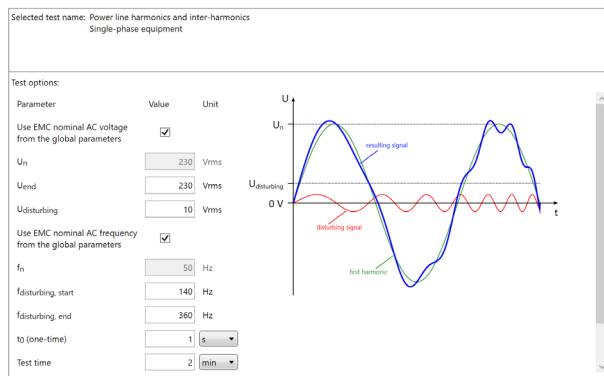 Selected test name: Power line harmonics and inter-harmonics
Single-phase equipment
Test options:
Parameter Value Unit
Use EMC nominal AC voltage
from the global parameters
Un 230 Vrms
Uend 230 Vrms
Udisturbing 10 Vrms
Use EMC nominal AC frequency
from the global parameters
fn 50 Hz
fdisturbing, start 140 Hz
fdisturbing, end 360 Hz
t0 (one-time) 1 s
Test time 2 min
U
Un
resulting signal
Udisturbing
0 V
t
disturbing signal
first harmonic